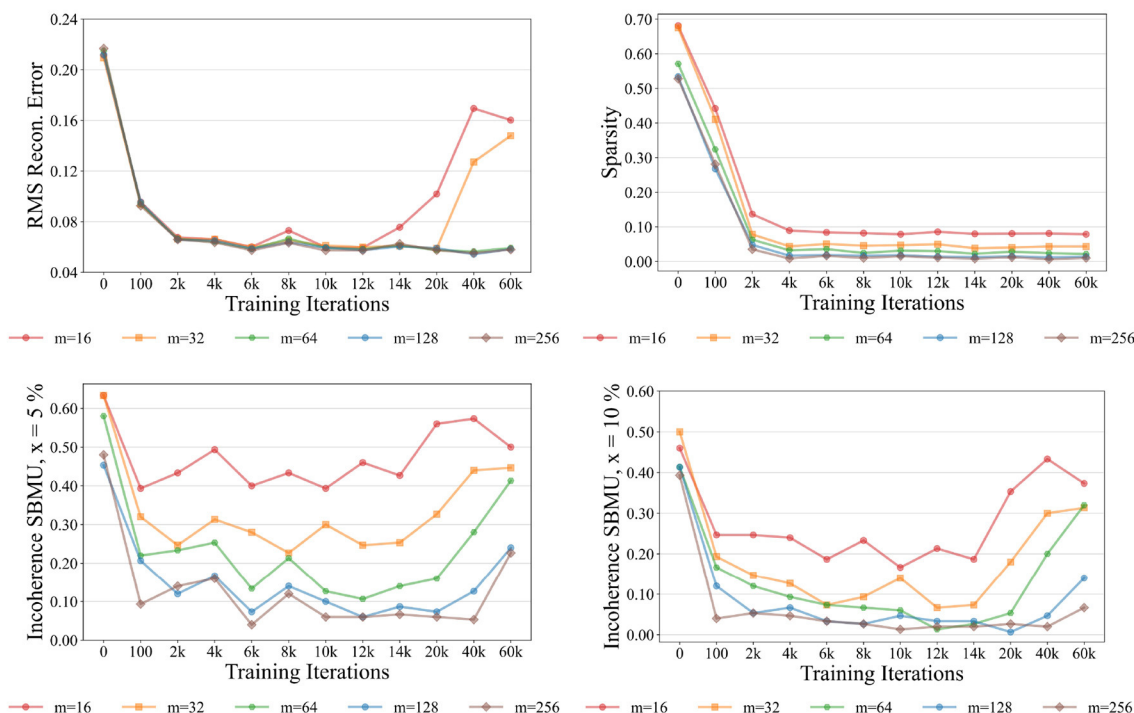 RMS Recon. Error
0.24
0.20
0.16
0.12
0.08
0.04
0 100 2k 4k 6k 8k 10k 12k 14k 20k 40k 60k
Training Iterations
m=16 m=32 m=64 m=128 m=256
Sparsity
0.70
0.60
0.50
0.40
0.30
0.20
0.10
0.00
0 100 2k 4k 6k 8k 10k 12k 14k 20k 40k 60k
Training Iterations
m=16 m=32 m=64 m=128 m=256
Incoherence SBMU, x = 5 %
0.60
0.50
0.40
0.30
0.20
0.10
0.00
0 100 2k 4k 6k 8k 10k 12k 14k 20k 40k 60k
Training Iterations
m=16 m=32 m=64 m=128 m=256
Incoherence SBMU, x = 10 %
0.60
0.50
0.40
0.30
0.20
0.10
0.00
0 100 2k 4k 6k 8k 10k 12k 14k 20k 40k 60k
Training Iterations
m=16 m=32 m=64 m=128 m=256